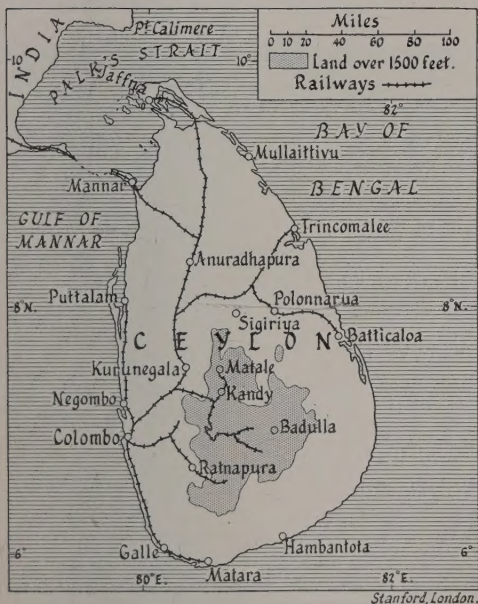 Miles
0 10 20 40 60 80 100
Land over 1500 feet.
Railways
INDIA
Pt. Calimere
PALK'S STRAIT
Jaffna
10
82°
BAY OF
BENGAL
Mullaittivu
Mannar
GULF OF
MANNAR
Trincomalee
Anuradhapura
Puttalam
8°N.
8°N.
Polonnarua
Sigiriya
CEYLON
Batticaloa
Kurunegala
Matale
Kandy
Negombo
Badulla
Colombo
Ratnapura
Galle
Hambantota
6°
6°
Matara
80°E.
82°E.
Stanford, London.